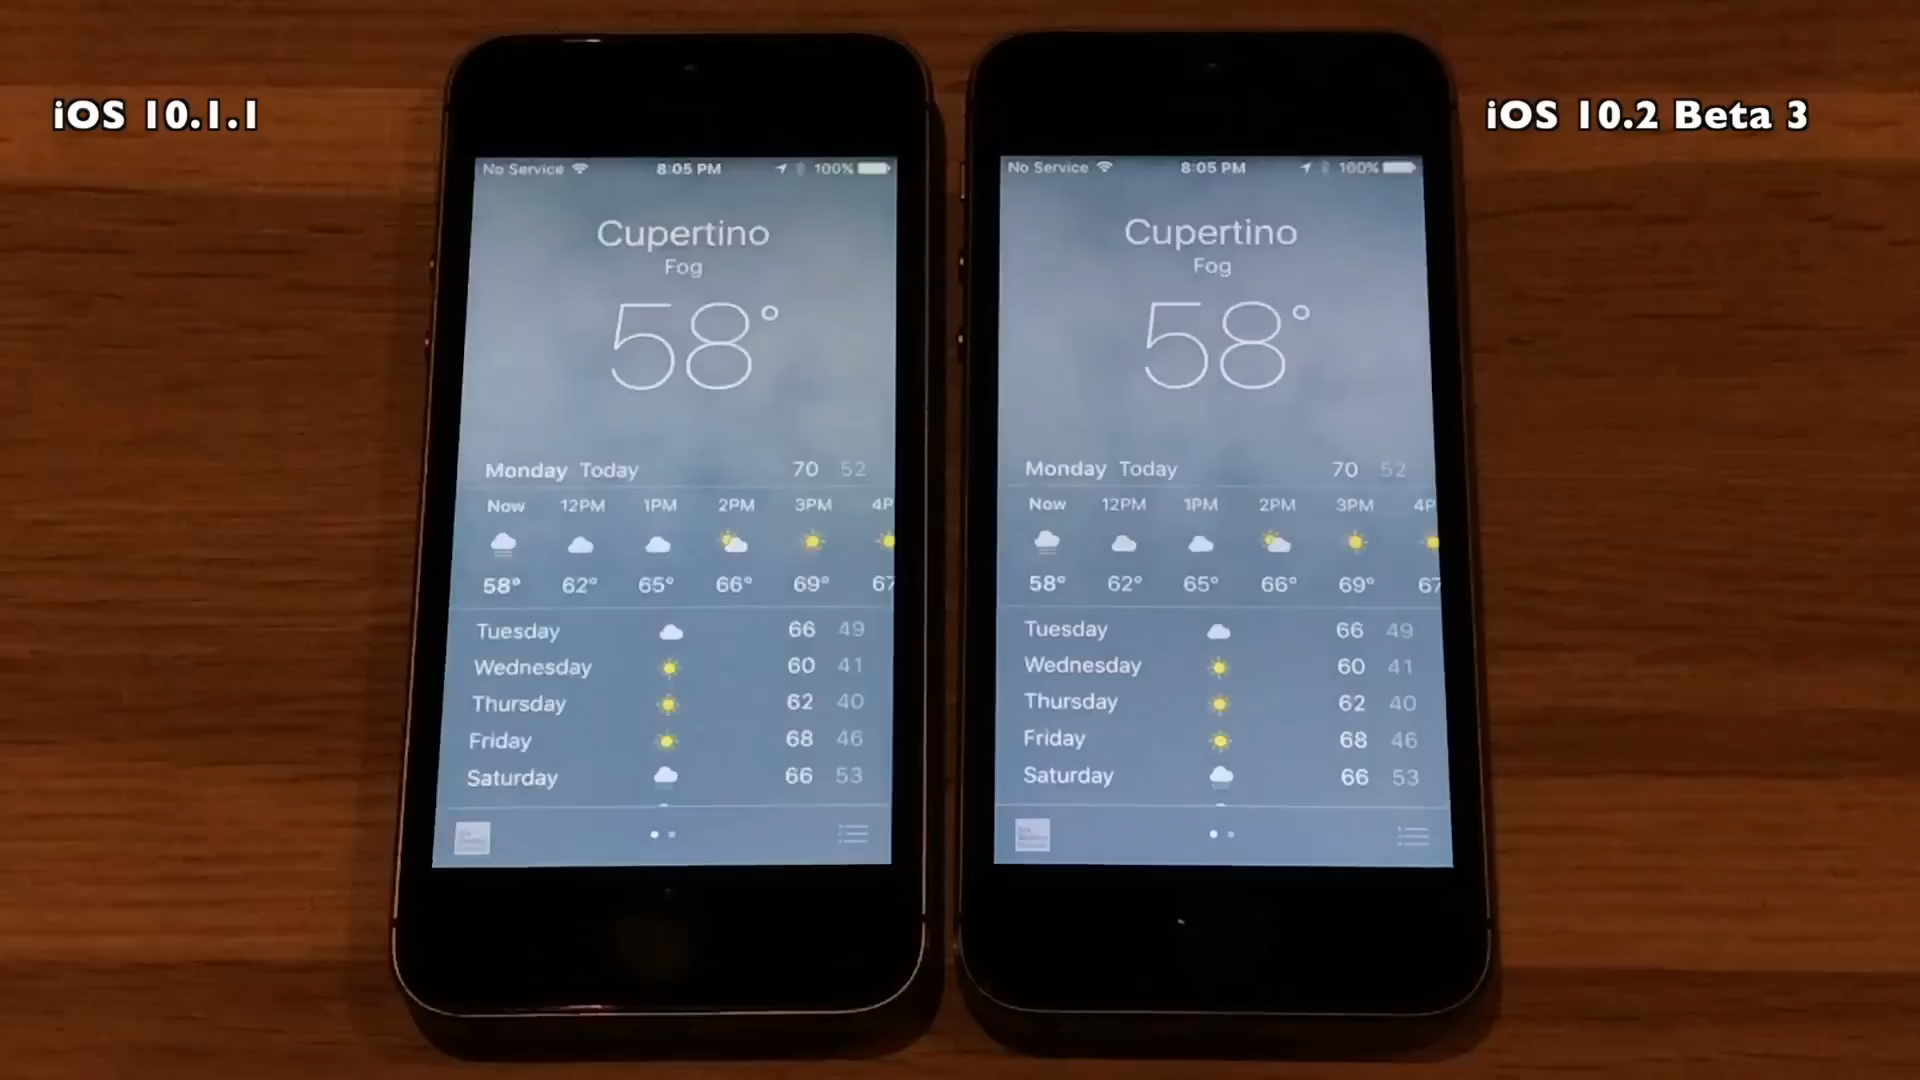 iOS 10.1.1
iOS 10.2 Beta 3
No Service 8:05 PM 100%
Cupertino
Fog
58°
Monday Today 70 52
Now 12PM 1PM 2PM 3PM 4P
58° 62° 65° 66° 69° 67
Tuesday 66 49
Wednesday 60 41
Thursday 62 40
Friday 68 46
Saturday 66 53
No Service 8:05 PM 100%
Cupertino
Fog
58°
Monday Today 70 52
Now 12PM 1PM 2PM 3PM 4P
58° 62° 65° 66° 69° 67
Tuesday 66 49
Wednesday 60 41
Thursday 62 40
Friday 68 46
Saturday 66 53